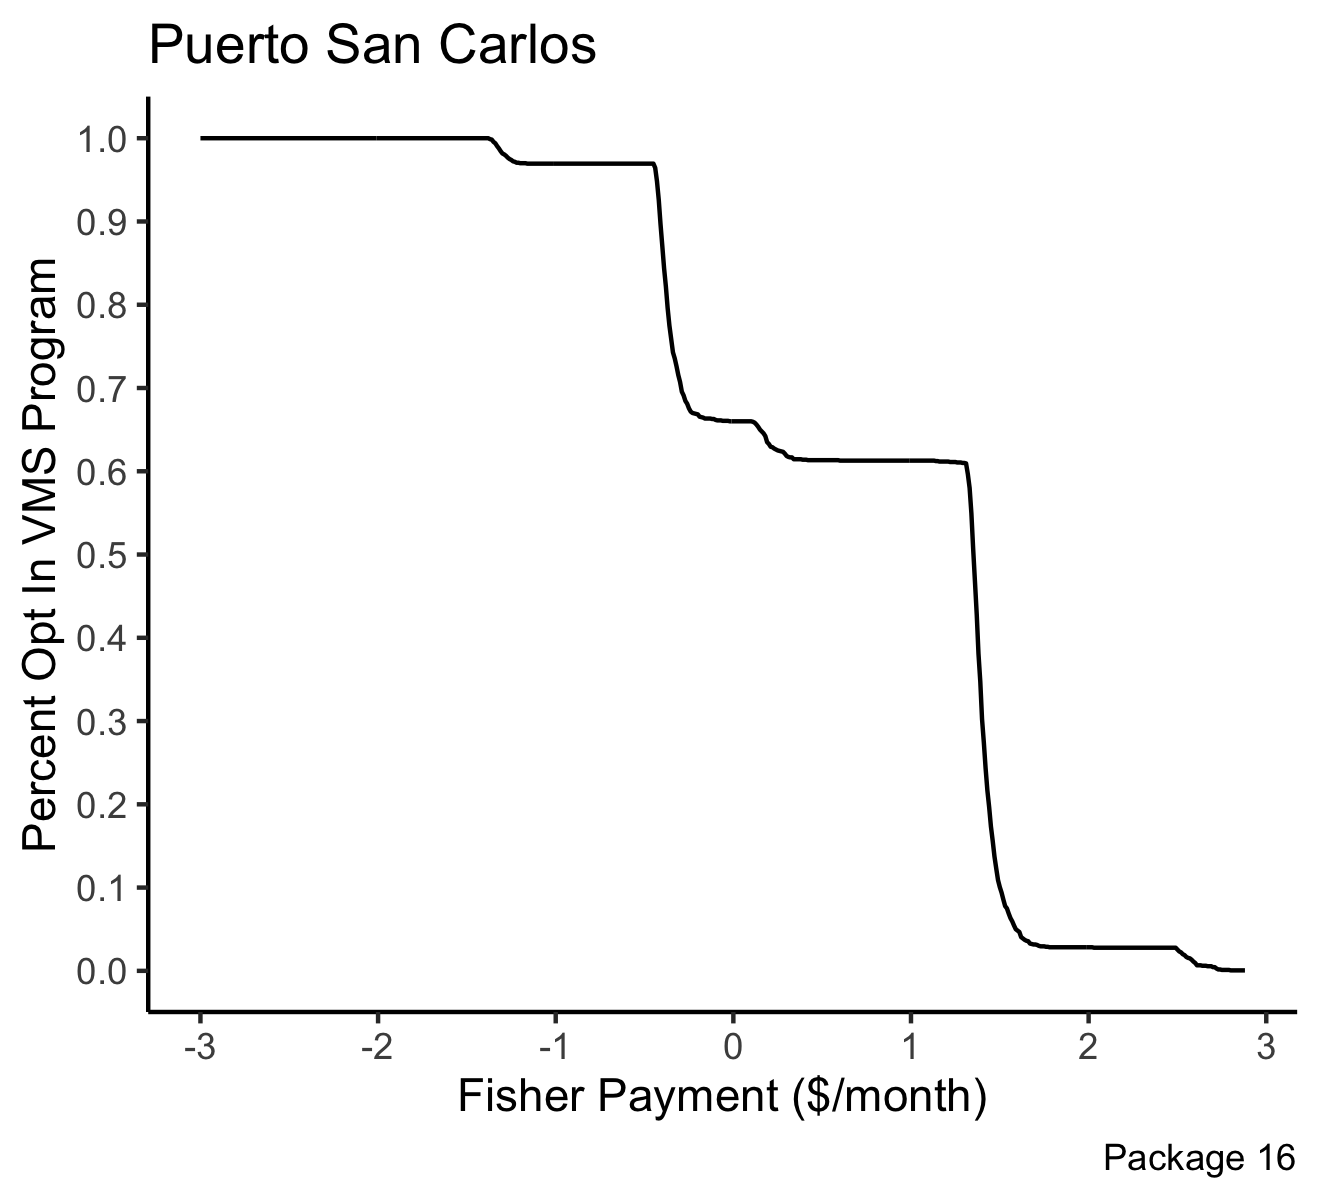 Puerto San Carlos
Percent Opt In VMS Program
1.0
0.9
0.8
0.7
0.6
0.5
0.4
0.3
0.2
0.1
0.0
-3 -2 -1 0 1 2 3
Fisher Payment ($/month)
Package 16